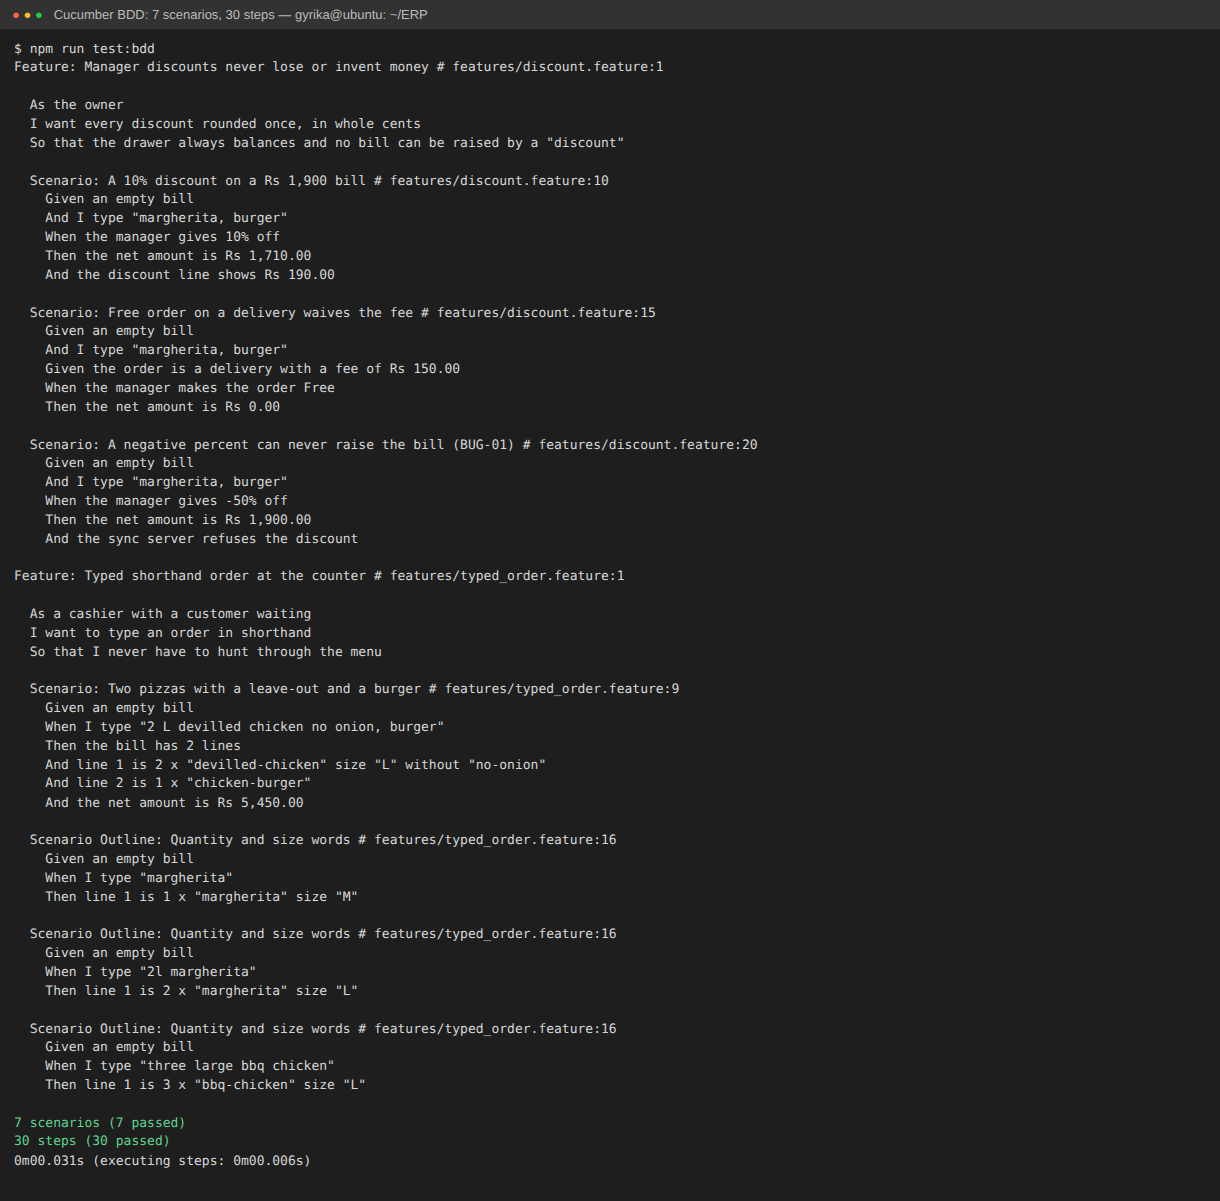 Cucumber BDD: 7 scenarios, 30 steps — gyrika@ubuntu: ~/ERP
$ npm run test:bdd
Feature: Manager discounts never lose or invent money # features/discount.feature:1
As the owner
I want every discount rounded once, in whole cents
So that the drawer always balances and no bill can be raised by a "discount"
Scenario: A 10% discount on a Rs 1,900 bill # features/discount.feature:10
Given an empty bill
And I type "margherita, burger"
When the manager gives 10% off
Then the net amount is Rs 1,710.00
And the discount line shows Rs 190.00
Scenario: Free order on a delivery waives the fee # features/discount.feature:15
Given an empty bill
And I type "margherita, burger"
Given the order is a delivery with a fee of Rs 150.00
When the manager makes the order Free
Then the net amount is Rs 0.00
Scenario: A negative percent can never raise the bill (BUG-01) # features/discount.feature:20
Given an empty bill
And I type "margherita, burger"
When the manager gives -50% off
Then the net amount is Rs 1,900.00
And the sync server refuses the discount
Feature: Typed shorthand order at the counter # features/typed_order.feature:1
As a cashier with a customer waiting
I want to type an order in shorthand
So that I never have to hunt through the menu
Scenario: Two pizzas with a leave-out and a burger # features/typed_order.feature:9
Given an empty bill
When I type "2 L devilled chicken no onion, burger"
Then the bill has 2 lines
And line 1 is 2 x "devilled-chicken" size "L" without "no-onion"
And line 2 is 1 x "chicken-burger"
And the net amount is Rs 5,450.00
Scenario Outline: Quantity and size words # features/typed_order.feature:16
Given an empty bill
When I type "margherita"
Then line 1 is 1 x "margherita" size "M"
Scenario Outline: Quantity and size words # features/typed_order.feature:16
Given an empty bill
When I type "2l margherita"
Then line 1 is 2 x "margherita" size "L"
Scenario Outline: Quantity and size words # features/typed_order.feature:16
Given an empty bill
When I type "three large bbq chicken"
Then line 1 is 3 x "bbq-chicken" size "L"
7 scenarios (7 passed)
30 steps (30 passed)
0m00.031s (executing steps: 0m00.006s)